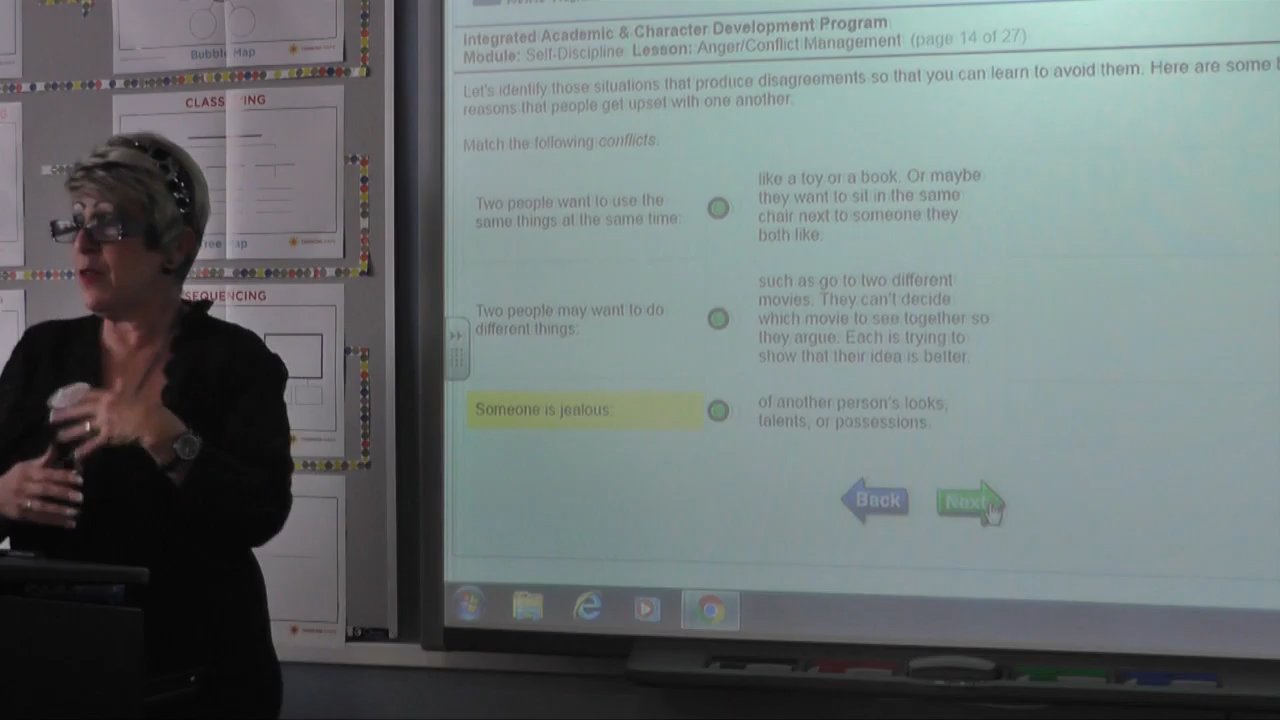 Bubble Map
CLASSIFYING
Tree Map
SEQUENCING
Integrated Academic & Character Development Program
Module: Self-Discipline Lesson: Anger/Conflict Management (page 14 of 27)
Let's identify those situations that produce disagreements so that you can learn to avoid them. Here are some
reasons that people get upset with one another.
Match the following conflicts.
Two people want to use the
same things at the same time:
like a toy or a book. Or maybe
they want to sit in the same
chair next to someone they
both like.
Two people may want to do
different things:
such as go to two different
movies. They can't decide
which movie to see together so
they argue. Each is trying to
show that their idea is better.
Someone is jealous:
of another person's looks,
talents, or possessions.
Back
Next